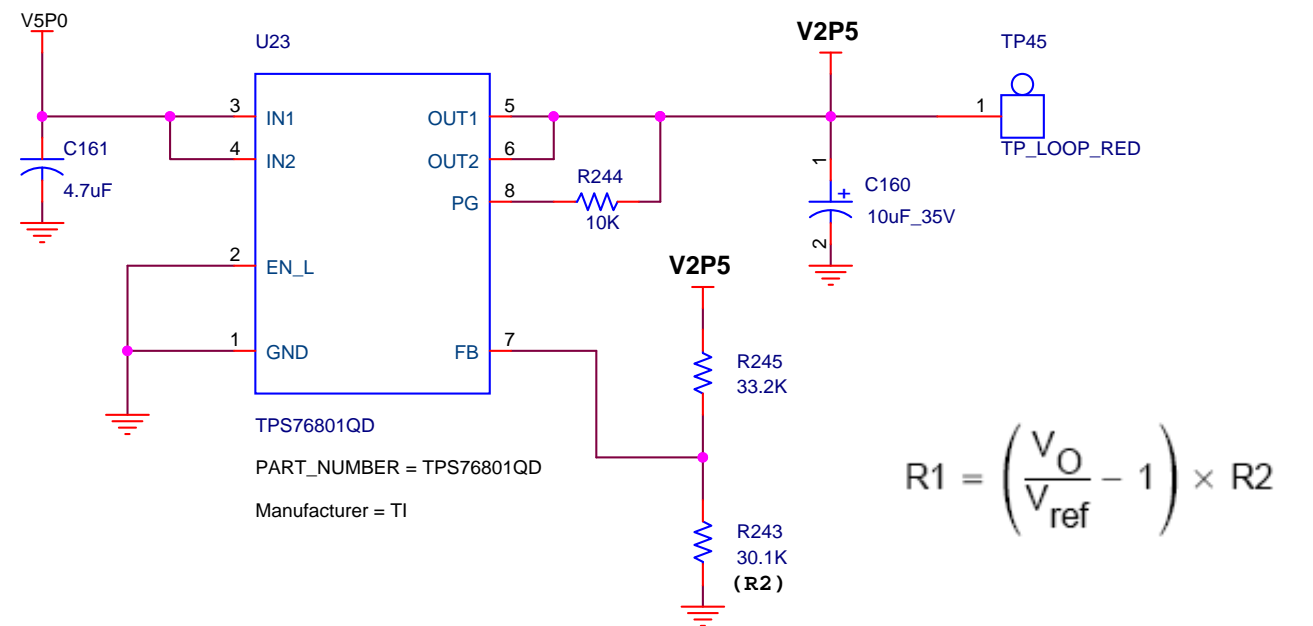 V5P0
U23
V2P5
TP45
3
IN1
OUT1
5
1
4
IN2
OUT2
6
C161
4.7uF
TP_LOOP_RED
PG
8
R244
10K
1
C160
10uF_35V
2
2
EN_L
V2P5
1
GND
FB
7
R245
33.2K
TPS76801QD
PART_NUMBER = TPS76801QD
Manufacturer = TI
R243
30.1K
(R2)
R1 = (V_O/V_ref − 1) × R2
+